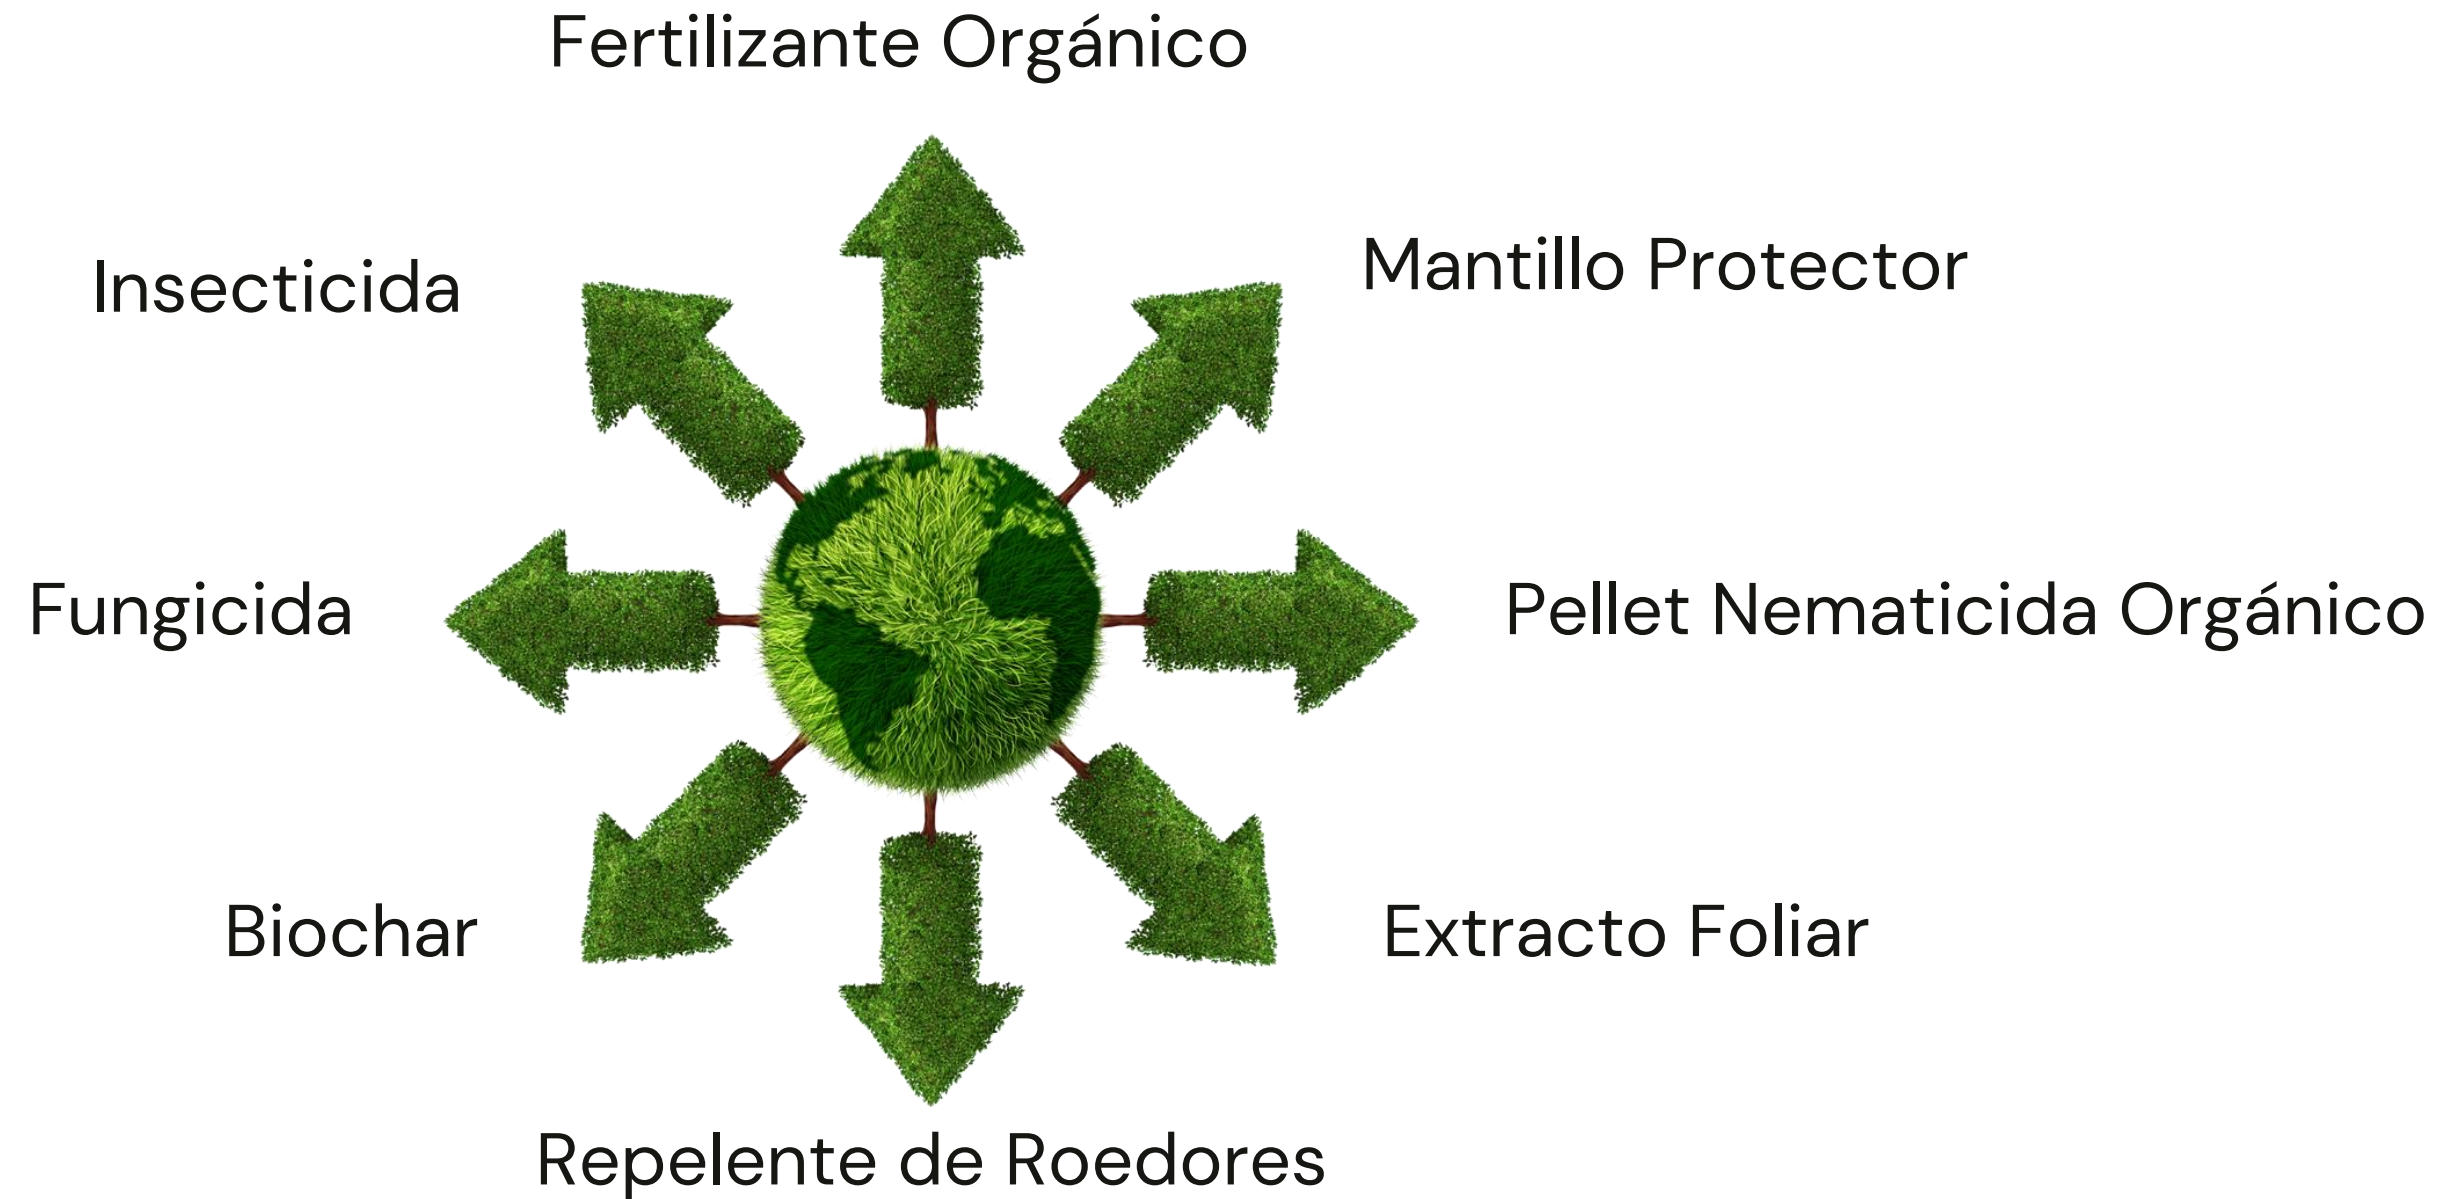 Fertilizante Orgánico
Insecticida
Mantillo Protector
Fungicida
Pellet Nematicida Orgánico
Biochar
Extracto Foliar
Repelente de Roedores